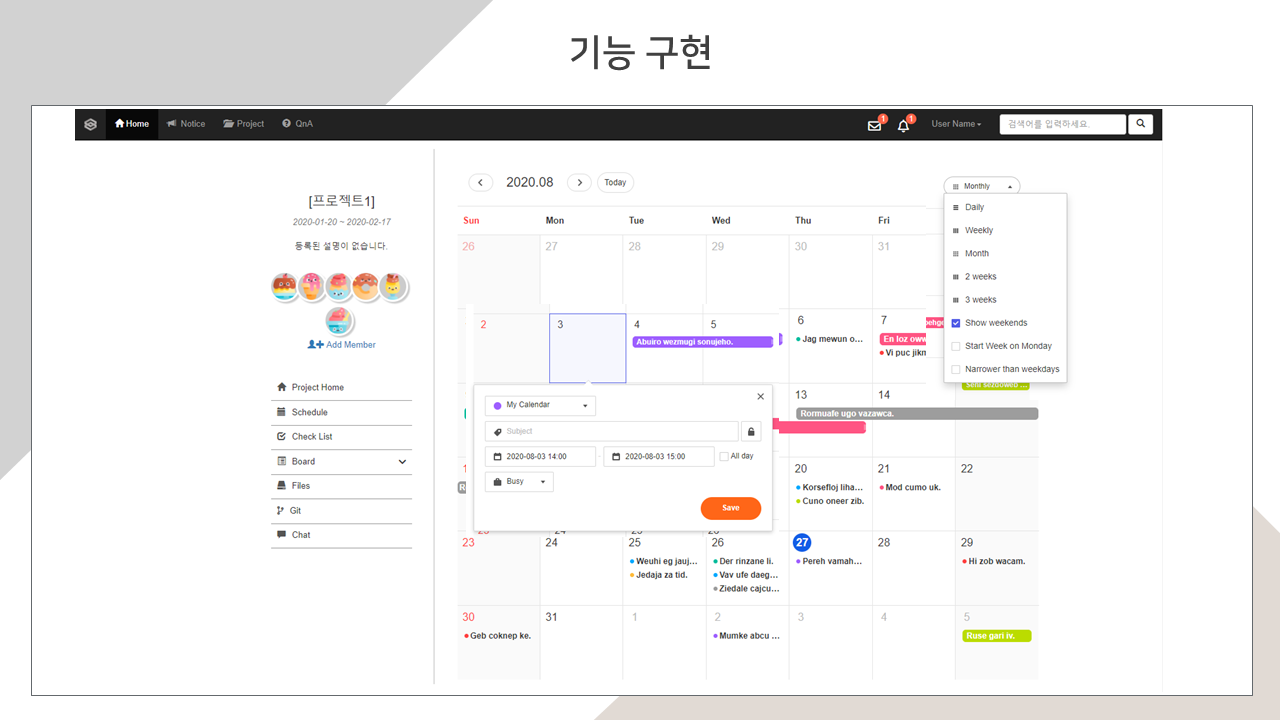 기능 구현
Home Notice Project QnA 1 1 User Name 검색어를 입력하세요.
[프로젝트1]
2020-01-20 ~ 2020-02-17
등록된 설명이 없습니다.
Add Member
Project Home
Schedule
Check List
Board
Files
Git
Chat
2020.08 Today
Monthly
Daily
Weekly
Month
2 weeks
3 weeks
Show weekends
Start Week on Monday
Narrower than weekdays
Sun Mon Tue Wed Thu Fri
26 27 28 29 30 31
2 3 4 5 6 7
Abuiro wezmugi sonujeho. Jag mewun o... En loz
Vi puc
13 14
Rormuafe ugo vazawca.
My Calendar
Subject
2020-08-03 14:00 - 2020-08-03 15:00 All day
Busy
Save
20 21 22
Korsefloj liha... Mod cumo uk.
Cuno oneer zib.
23 24 25 26 27 28 29
Weuhi eg jauj... Der rinzane li. Pereh vamah... Hi zob wacam.
Jedaja za tid. Vav ufe daeg...
Ziedale cajcu...
30 31 1 2 3 4 5
Geb coknep ke. Mumke abcu ... Ruse gari iv.